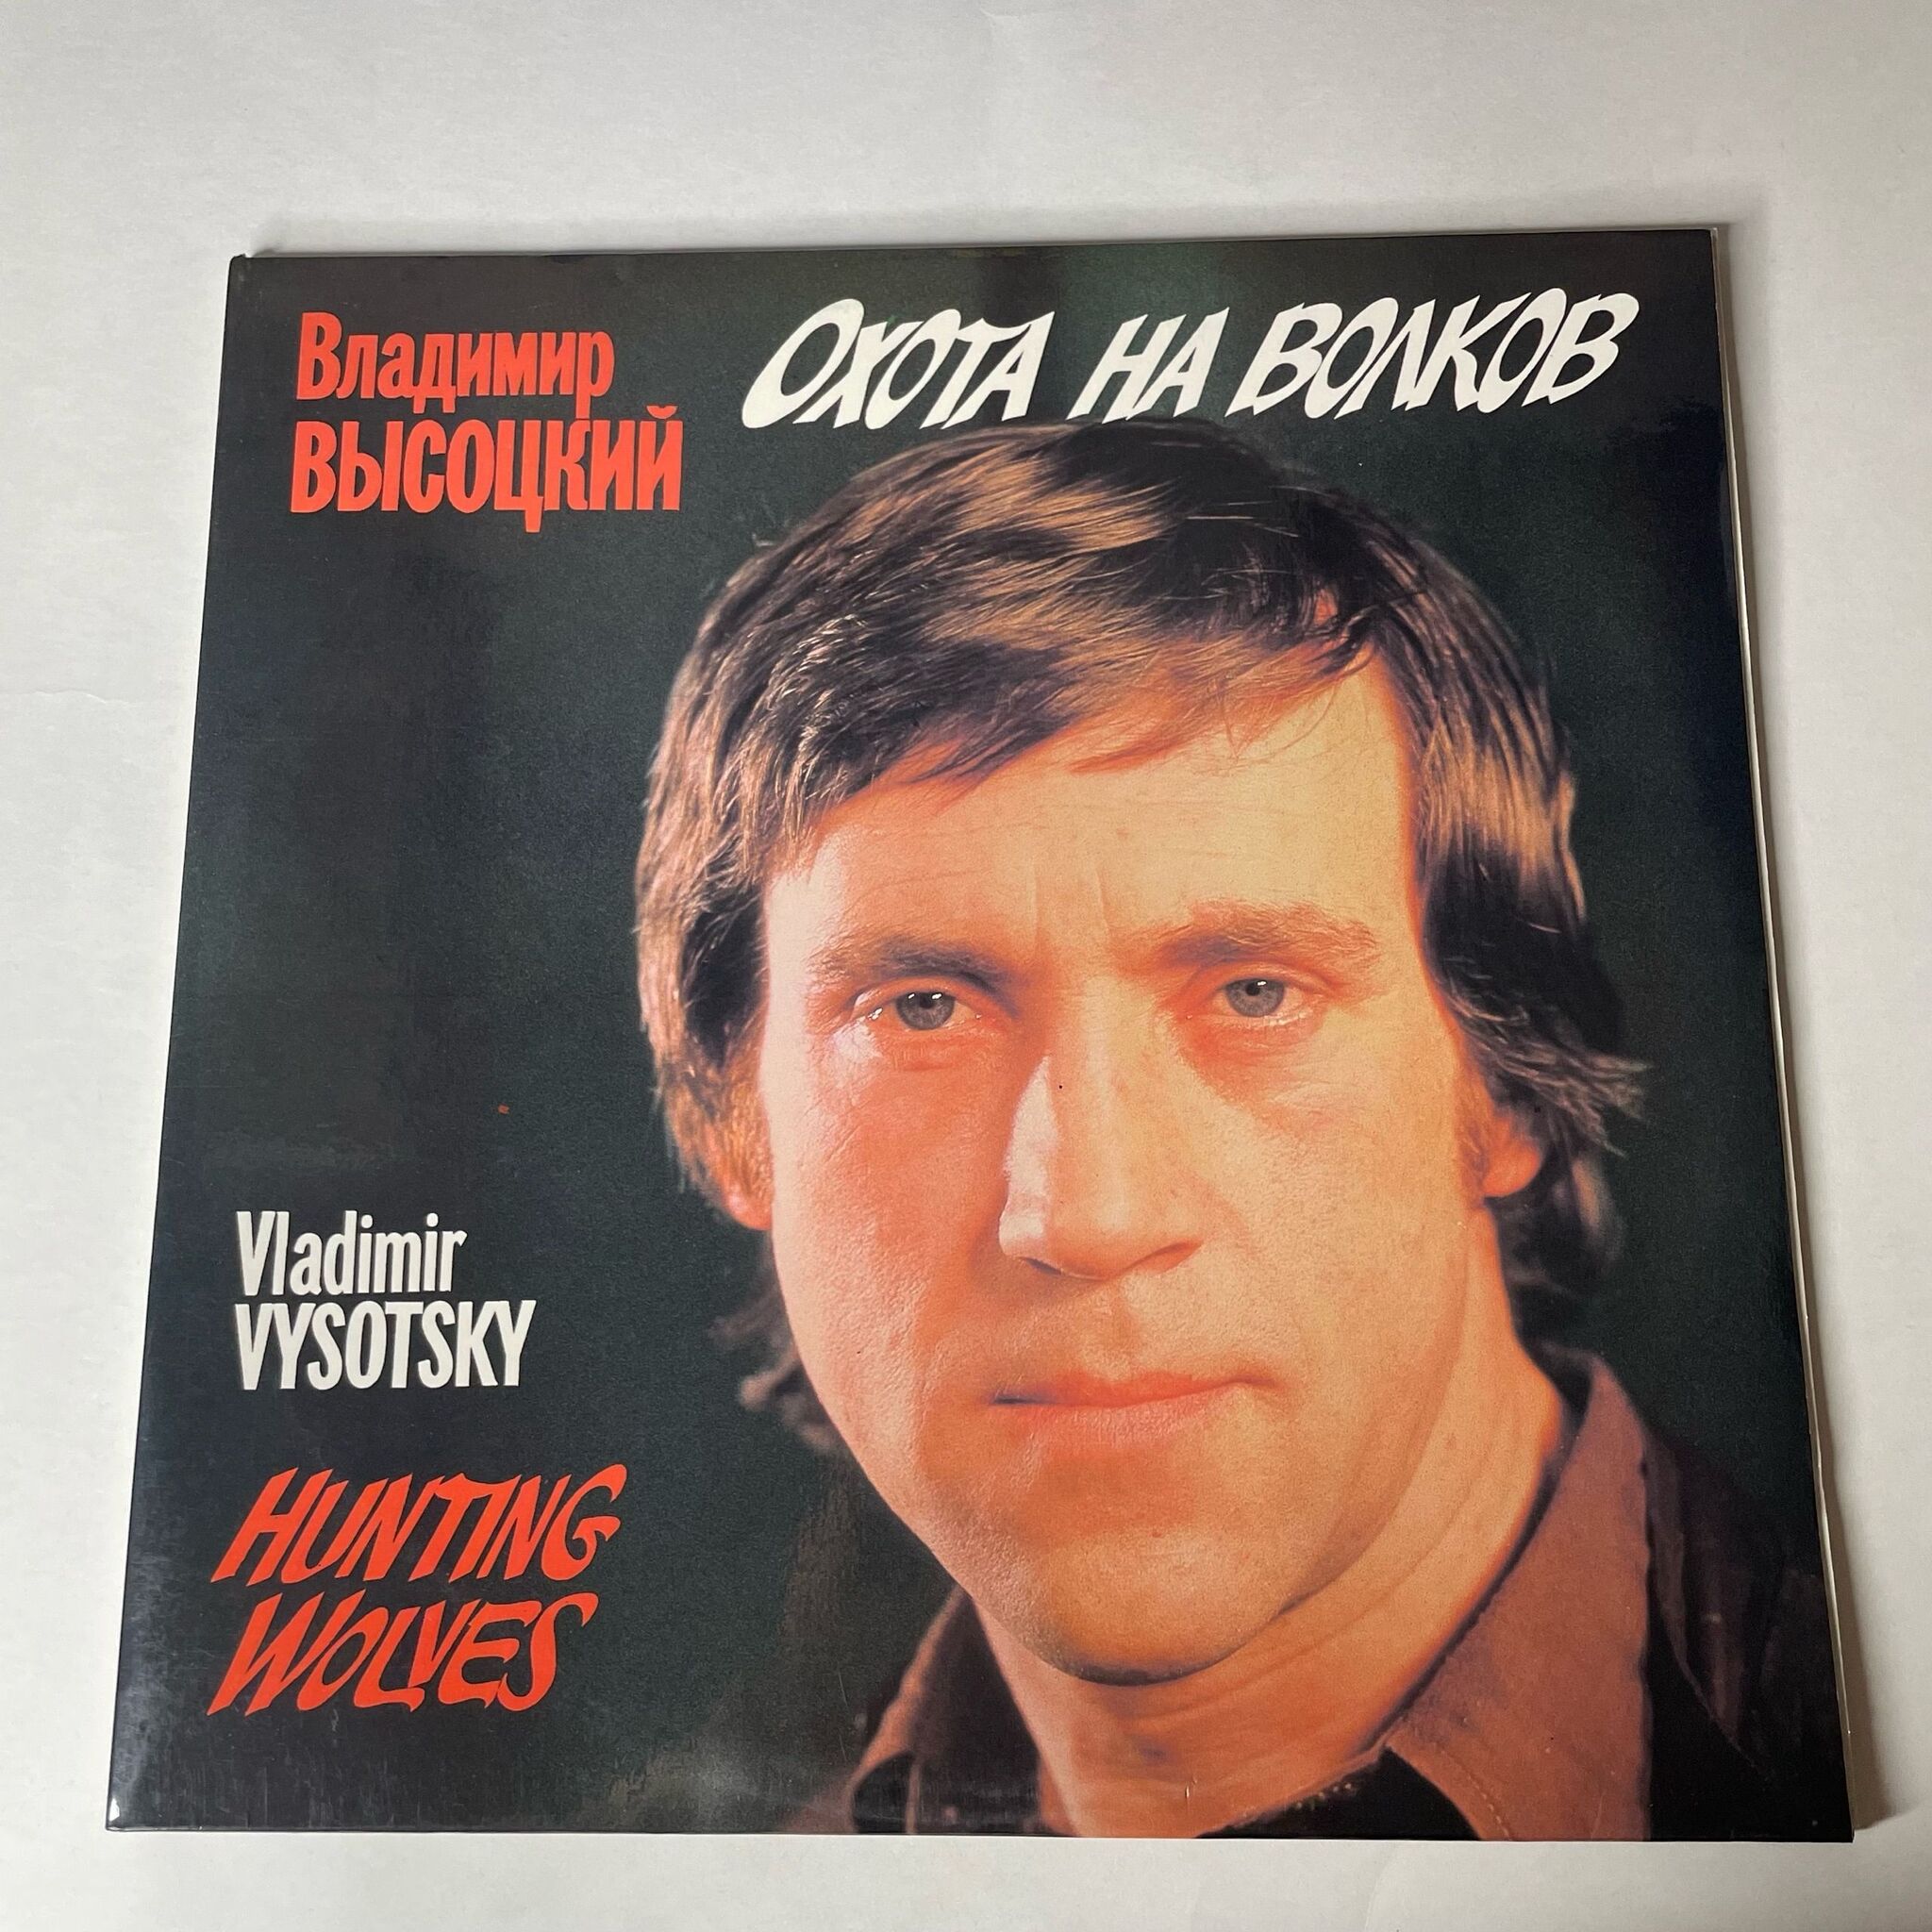 Владимир
ВЫСОЦКИЙ
ОХОТА НА ВОЛКОВ
Vladimir
VYSOTSKY
HUNTING
WOLVES